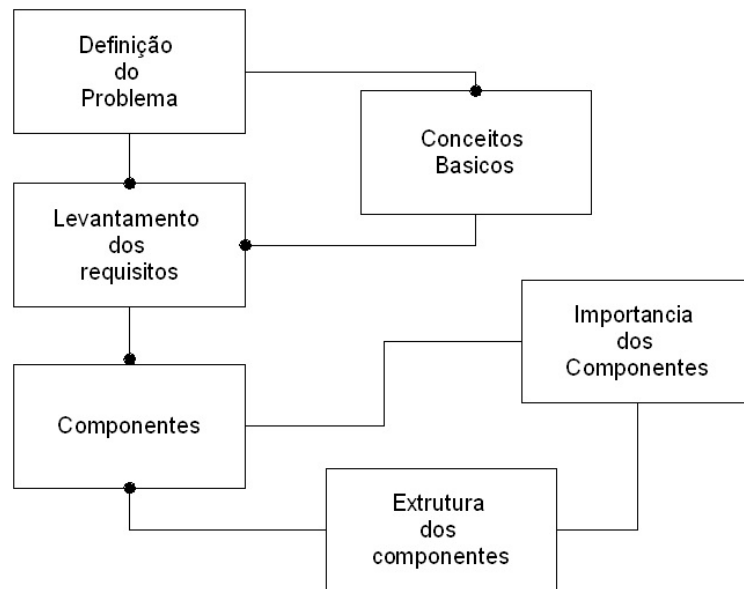 Definição
do
Problema
Conceitos
Basicos
Levantamento
dos
requisitos
Importancia
dos
Componentes
Componentes
Extrutura
dos
componentes